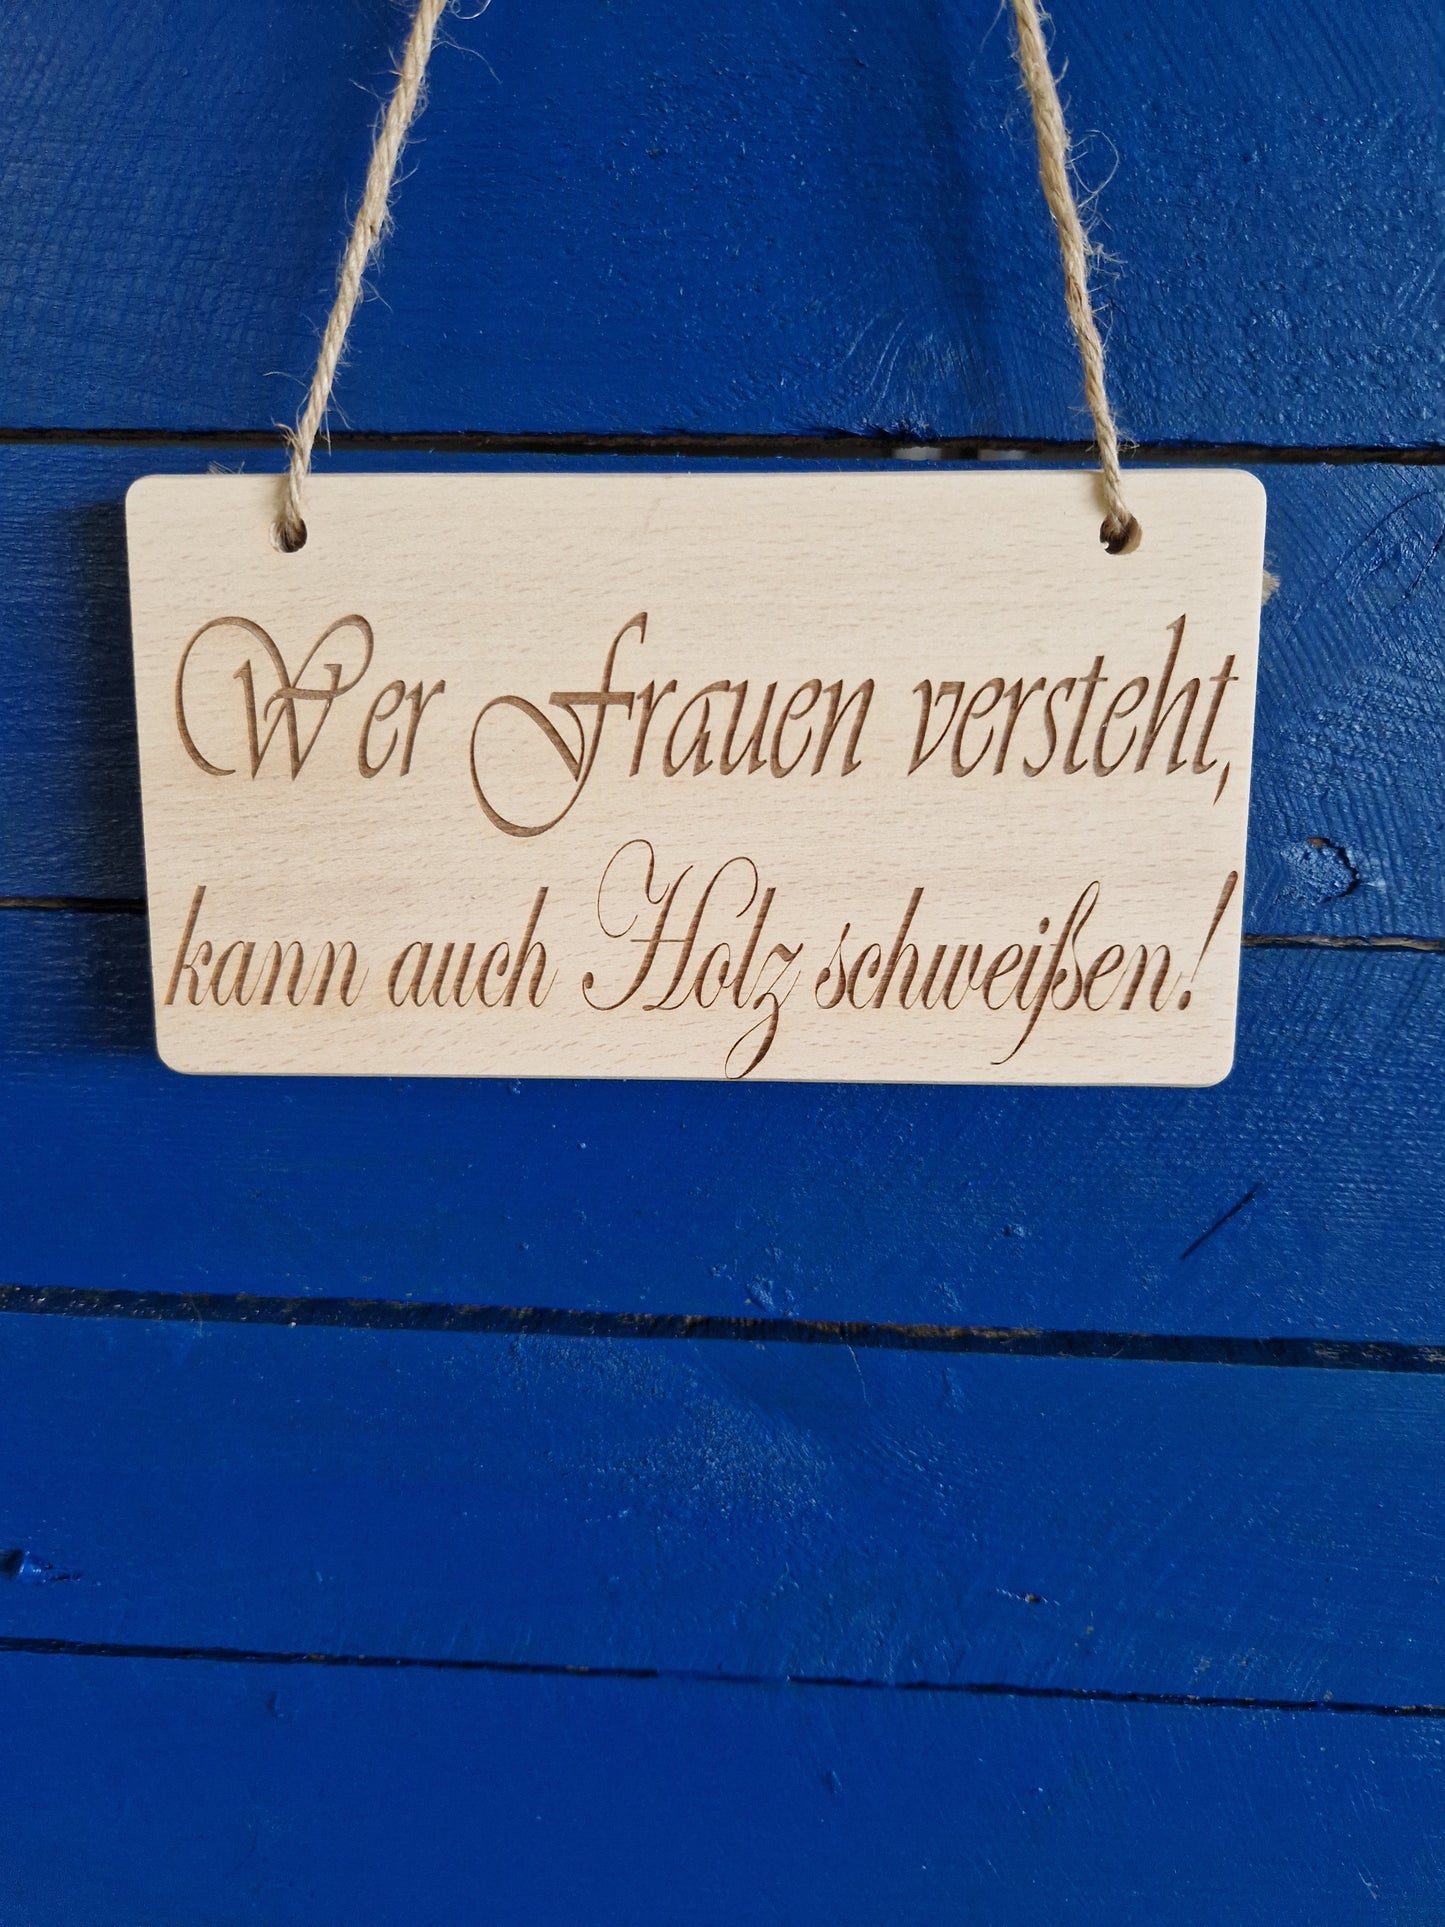 Wer Frauen versteht,
kann auch Holz schweißen!